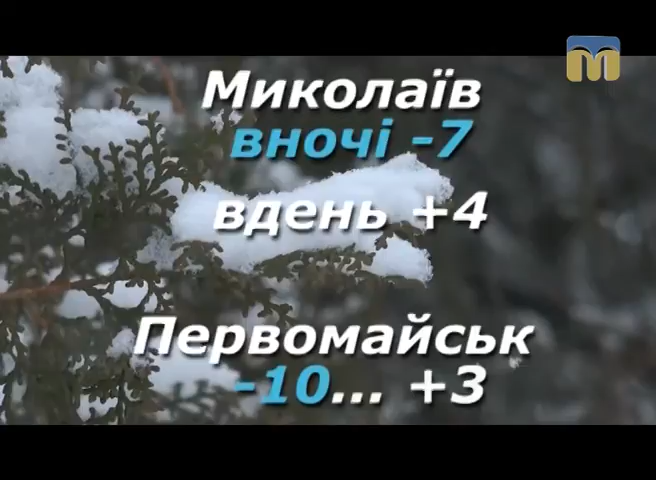 Миколаїв
вночі -7
вдень +4
Первомайськ
-10... +3